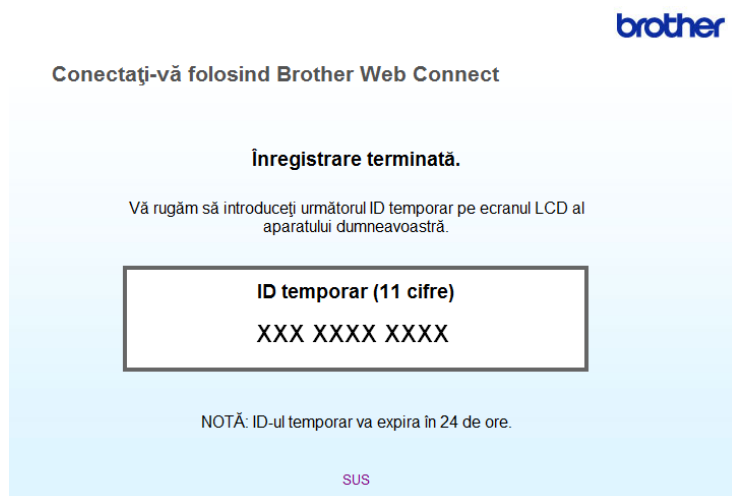 brother
Conectaţi-vă folosind Brother Web Connect
Înregistrare terminată.
Vă rugăm să introduceţi următorul ID temporar pe ecranul LCD al
aparatului dumneavoastră.
ID temporar (11 cifre)
XXX XXXX XXXX
NOTĂ: ID-ul temporar va expira în 24 de ore.
SUS